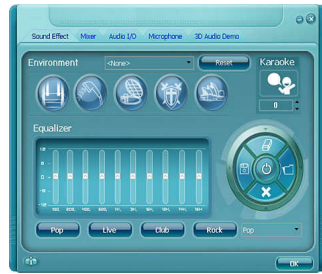 Sound Effect Mixer Audio I/O Microphone 3D Audio Demo
Environment <None> Reset Karaoke
0
Equalizer
Pop Live Club Rock Pop
OK